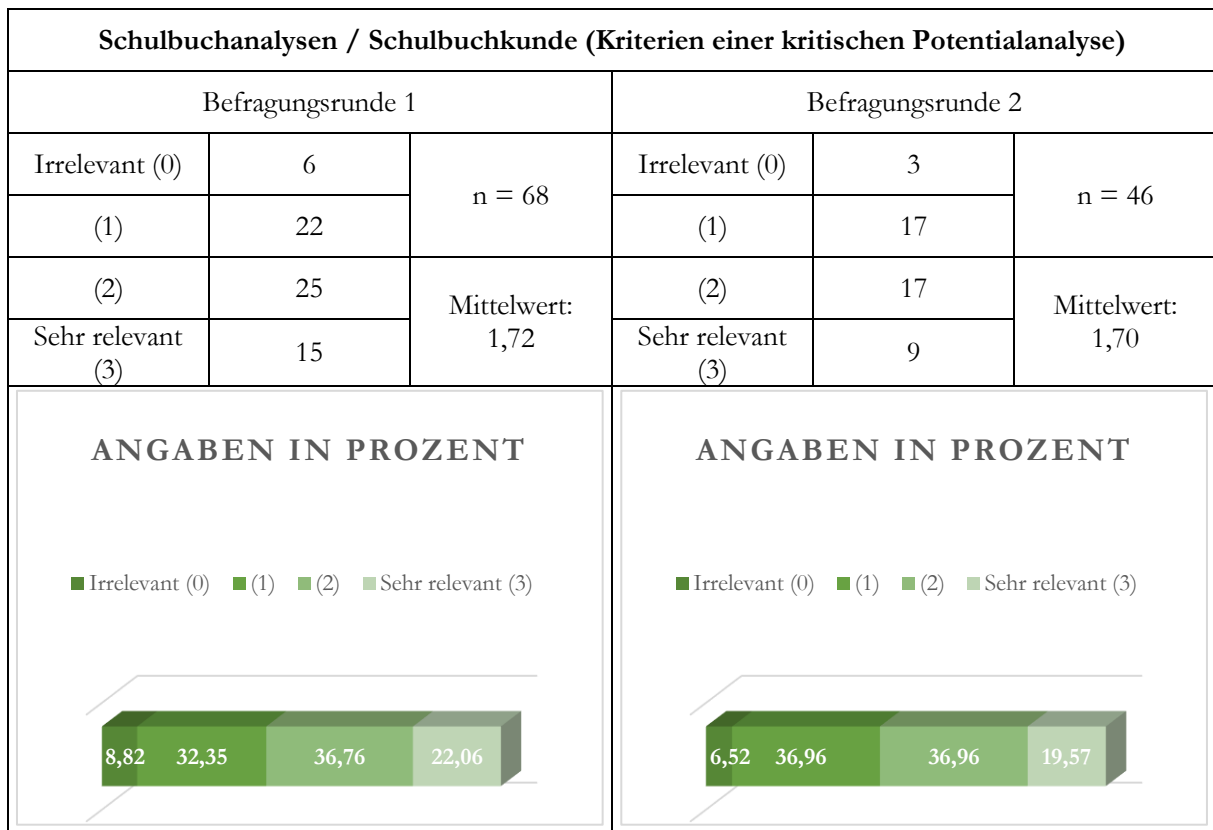 Schulbuchanalysen / Schulbuchkunde (Kriterien einer kritischen Potentialanalyse)
Befragungsrunde 1
Irrelevant (0)
6
n = 68
(1)
22
(2)
25
Mittelwert:
1,72
Sehr relevant
(3)
15
Befragungsrunde 2
Irrelevant (0)
3
n = 46
(1)
17
(2)
17
Mittelwert:
1,70
Sehr relevant
(3)
9
ANGABEN IN PROZENT
Irrelevant (0) (1) (2) Sehr relevant (3)
8,82 32,35 36,76 22,06
ANGABEN IN PROZENT
Irrelevant (0) (1) (2) Sehr relevant (3)
6,52 36,96 36,96 19,57